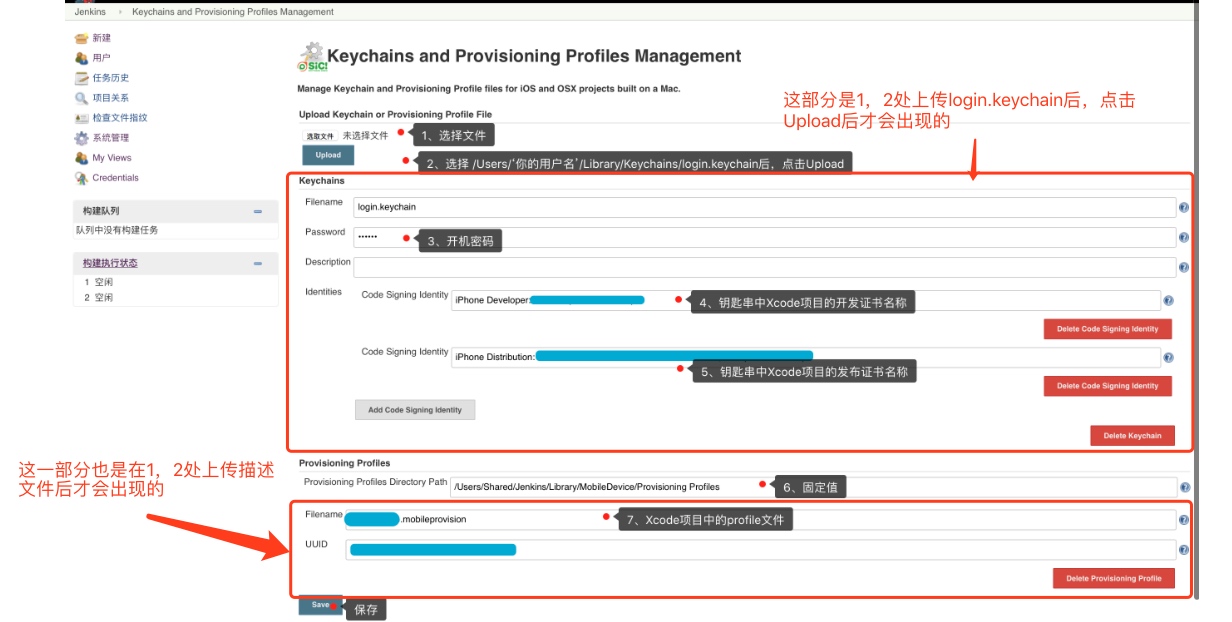 Jenkins › Keychains and Provisioning Profiles Management
新建
用户
任务历史
项目关系
检查文件指纹
系统管理
My Views
Credentials
构建队列
队列中没有构建任务
构建执行状态
1 空闲
2 空闲
SiC!
Keychains and Provisioning Profiles Management
Manage Keychain and Provisioning Profile files for iOS and OSX projects built on a Mac.
这部分是1，2处上传login.keychain后，点击
Upload后才会出现的
Upload Keychain or Provisioning Profile File
选取文件 未选择文件
1、选择文件
Upload
2、选择 /Users/‘你的用户名’/Library/Keychains/login.keychain后，点击Upload
Keychains
Filename login.keychain
Password ••••••
3、开机密码
Description
Identities
Code Signing Identity iPhone Developer:
4、钥匙串中Xcode项目的开发证书名称
Delete Code Signing Identity
Code Signing Identity iPhone Distribution:
5、钥匙串中Xcode项目的发布证书名称
Delete Code Signing Identity
Add Code Signing Identity
Delete Keychain
这一部分也是在1，2处上传描述
文件后才会出现的
Provisioning Profiles
Provisioning Profiles Directory Path /Users/Shared/Jenkins/Library/MobileDevice/Provisioning Profiles
6、固定值
Filename .mobileprovision
7、Xcode项目中的profile文件
UUID
Delete Provisioning Profile
Save
保存